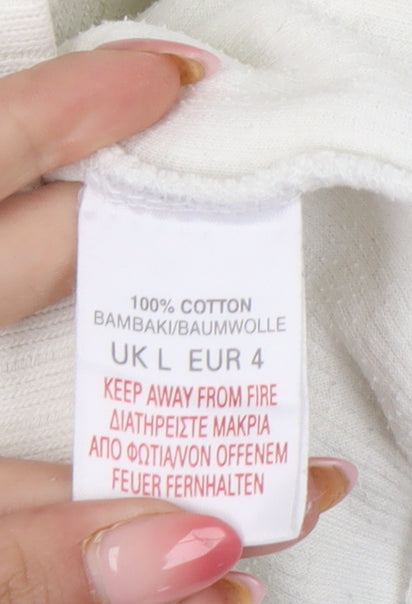 100% COTTON
BAMBAKI/BAUMWOLLE
UK L EUR 4
KEEP AWAY FROM FIRE
ΔΙΑΤΗΡΕΙΣΤΕ ΜΑΚΡΙΑ
ΑΠΟ ΦΩΤΙΑ/VON OFFENEM
FEUER FERNHALTEN